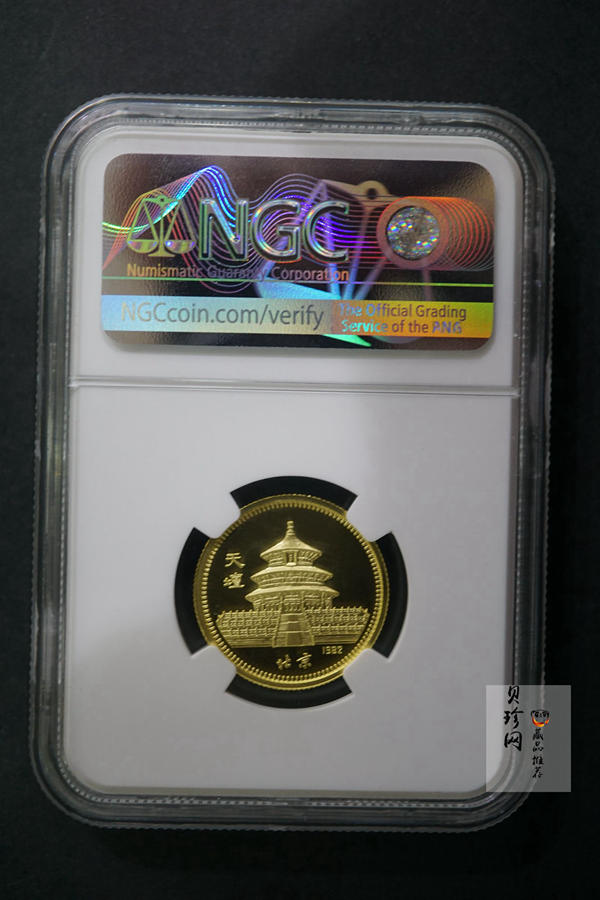 NGC
Numismatic Guaranty Corporation
NGCcoin.com/verify
The Official Grading
Service of the PNG
天壇
1982
北京
贝珍网
藏品推荐